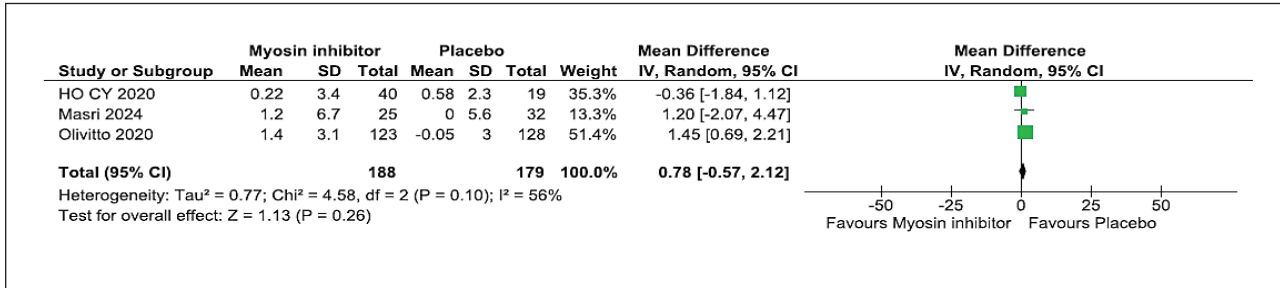 Myosin inhibitor Placebo Mean Difference Mean Difference
Study or Subgroup Mean SD Total Mean SD Total Weight IV, Random, 95% CI IV, Random, 95% CI
HO CY 2020 0.22 3.4 40 0.58 2.3 19 35.3% -0.36 [-1.84, 1.12]
Masri 2024 1.2 6.7 25 0 5.6 32 13.3% 1.20 [-2.07, 4.47]
Olivitto 2020 1.4 3.1 123 -0.05 3 128 51.4% 1.45 [0.69, 2.21]
Total (95% CI) 188 179 100.0% 0.78 [-0.57, 2.12]
Heterogeneity: Tau² = 0.77; Chi² = 4.58, df = 2 (P = 0.10); I² = 56%
Test for overall effect: Z = 1.13 (P = 0.26)
-50 -25 0 25 50
Favours Myosin inhibitor Favours Placebo